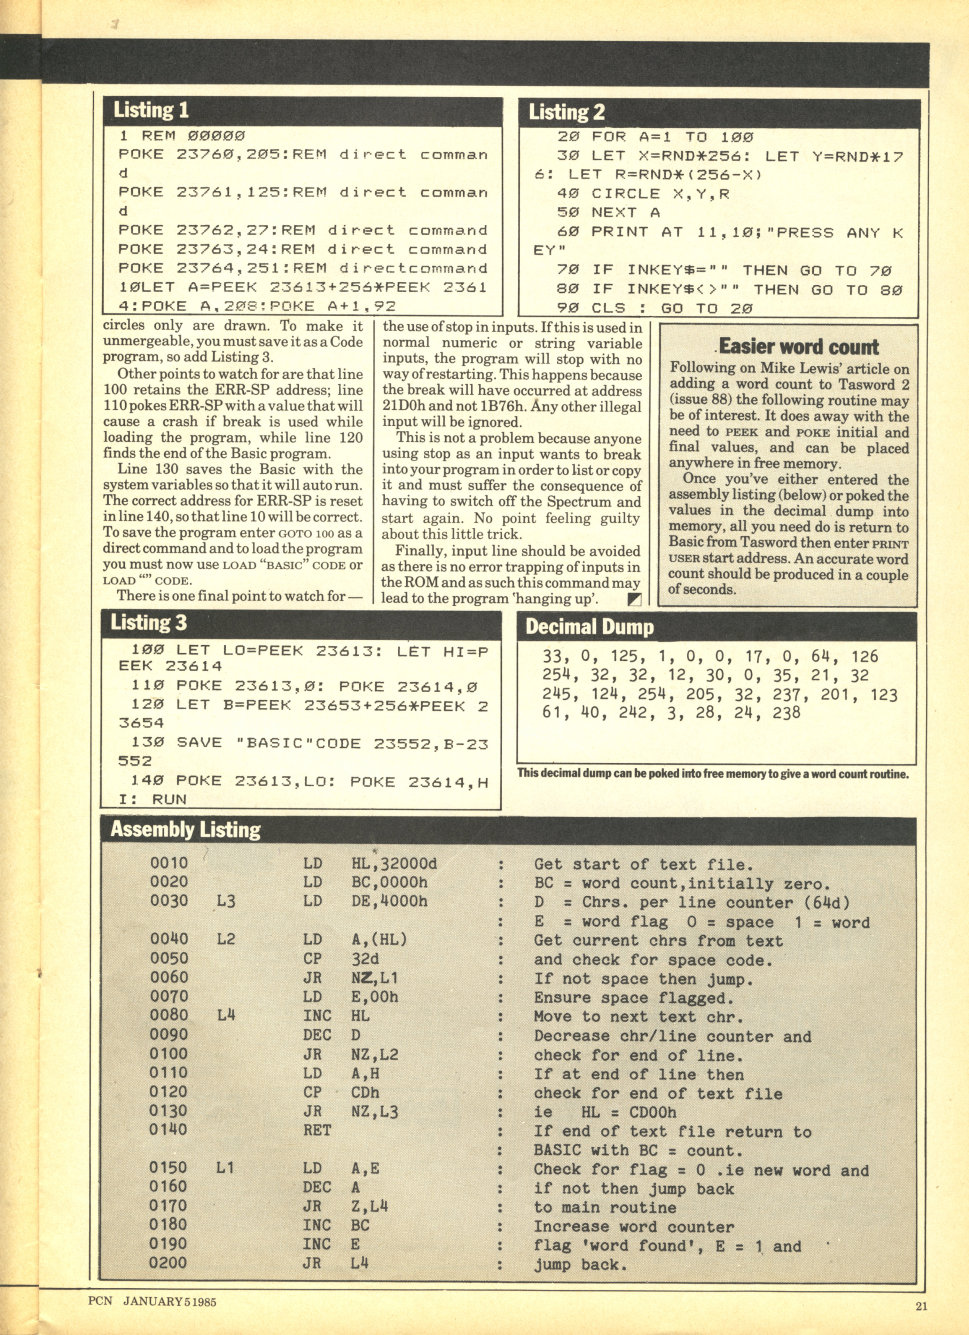 Listing 1
1 REM 00000
POKE 23760,205:REM direct comman
d
POKE 23761,125:REM direct comman
d
POKE 23762,27:REM direct command
POKE 23763,24:REM direct command
POKE 23764,251:REM directcommand
10LET A=PEEK 23613+256*PEEK 2361
4:POKE A,208:POKE A+1,92
Listing 2
20 FOR A=1 TO 100
30 LET X=RND*256: LET Y=RND*17
6: LET R=RND*(256-X)
40 CIRCLE X,Y,R
50 NEXT A
60 PRINT AT 11,10;"PRESS ANY K
EY"
70 IF INKEY$="" THEN GO TO 70
80 IF INKEY$<>"" THEN GO TO 80
90 CLS : GO TO 20
circles only are drawn. To make it
unmergeable, you must save it as a Code
program, so add Listing 3.
Other points to watch for are that line
100 retains the ERR-SP address; line
110 pokes ERR-SP with a value that will
cause a crash if break is used while
loading the program, while line 120
finds the end of the Basic program.
Line 130 saves the Basic with the
system variables so that it will auto run.
The correct address for ERR-SP is reset
in line 140, so that line 10 will be correct.
To save the program enter GOTO 100 as a
direct command and to load the program
you must now use LOAD "BASIC" CODE or
LOAD "" CODE.
There is one final point to watch for —
the use of stop in inputs. If this is used in
normal numeric or string variable
inputs, the program will stop with no
way of restarting. This happens because
the break will have occurred at address
21D0h and not 1B76h. Any other illegal
input will be ignored.
This is not a problem because anyone
using stop as an input wants to break
into your program in order to list or copy
it and must suffer the consequence of
having to switch off the Spectrum and
start again. No point feeling guilty
about this little trick.
Finally, input line should be avoided
as there is no error trapping of inputs in
the ROM and as such this command may
lead to the program 'hanging up'.
Easier word count
Following on Mike Lewis' article on
adding a word count to Tasword 2
(issue 88) the following routine may
be of interest. It does away with the
need to PEEK and POKE initial and
final values, and can be placed
anywhere in free memory.
Once you've either entered the
assembly listing (below) or poked the
values in the decimal dump into
memory, all you need do is return to
Basic from Tasword then enter PRINT
USER start address. An accurate word
count should be produced in a couple
of seconds.
Listing 3
100 LET LO=PEEK 23613: LET HI=P
EEK 23614
110 POKE 23613,0: POKE 23614,0
120 LET B=PEEK 23653+256*PEEK 2
3654
130 SAVE "BASIC"CODE 23552,B-23
552
140 POKE 23613,LO: POKE 23614,H
I: RUN
Decimal Dump
33, 0, 125, 1, 0, 0, 17, 0, 64, 126
254, 32, 32, 12, 30, 0, 35, 21, 32
245, 124, 254, 205, 32, 237, 201, 123
61, 40, 242, 3, 28, 24, 238
This decimal dump can be poked into free memory to give a word count routine.
Assembly Listing
0010 LD HL,32000d : Get start of text file.
0020 LD BC,0000h : BC = word count,initially zero.
0030 L3 LD DE,4000h : D = Chrs. per line counter (64d)
: E = word flag 0 = space 1 = word
0040 L2 LD A,(HL) : Get current chrs from text
0050 CP 32d : and check for space code.
0060 JR NZ,L1 : If not space then jump.
0070 LD E,00h : Ensure space flagged.
0080 L4 INC HL : Move to next text chr.
0090 DEC D : Decrease chr/line counter and
0100 JR NZ,L2 : check for end of line.
0110 LD A,H : If at end of line then
0120 CP CDh : check for end of text file
0130 JR NZ,L3 : ie HL = CD00h
0140 RET : If end of text file return to
: BASIC with BC = count.
0150 L1 LD A,E : Check for flag = 0 .ie new word and
0160 DEC A : if not then jump back
0170 JR Z,L4 : to main routine
0180 INC BC : Increase word counter
0190 INC E : flag 'word found', E = 1 and
0200 JR L4 : jump back.
PCN JANUARY 5 1985
21